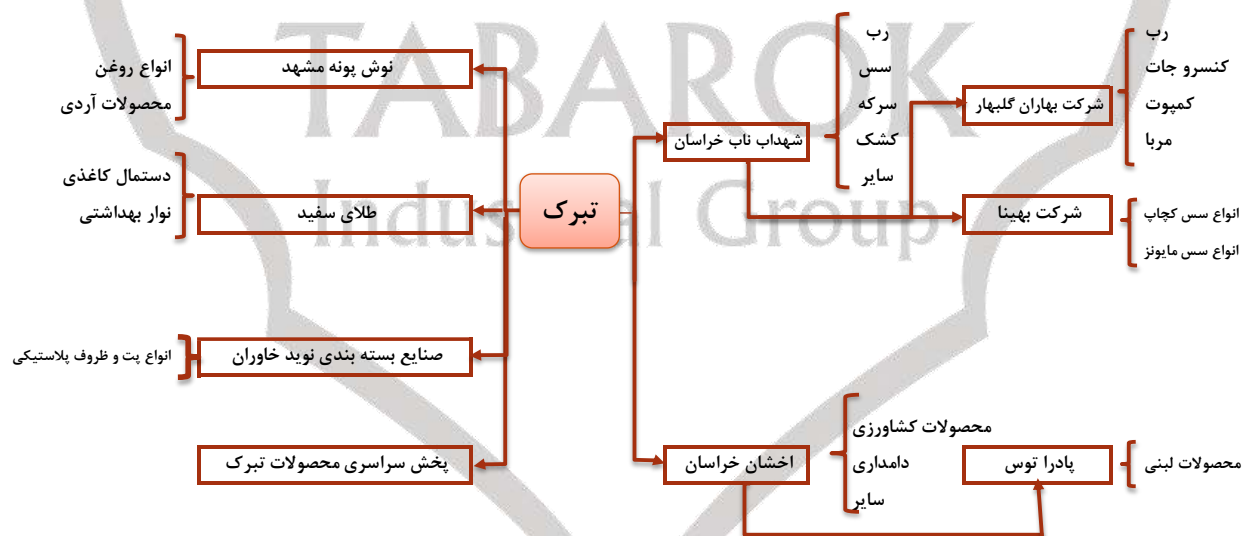 TABAROK
Industrial Group
تبرک
شهداب ناب خراسان
رب
سس
سرکه
کشک
سایر
شرکت بهاران گلبهار
رب
کنسرو جات
کمپوت
مربا
شرکت بهینا
انواع سس کچاپ
انواع سس مایونز
اخشان خراسان
محصولات کشاورزی
دامداری
سایر
پادرا توس
محصولات لبنی
نوش پونه مشهد
انواع روغن
محصولات آردی
طلای سفید
دستمال کاغذی
نوار بهداشتی
صنایع بسته بندی نوید خاوران
انواع پت و ظروف پلاستیکی
پخش سراسری محصولات تبرک